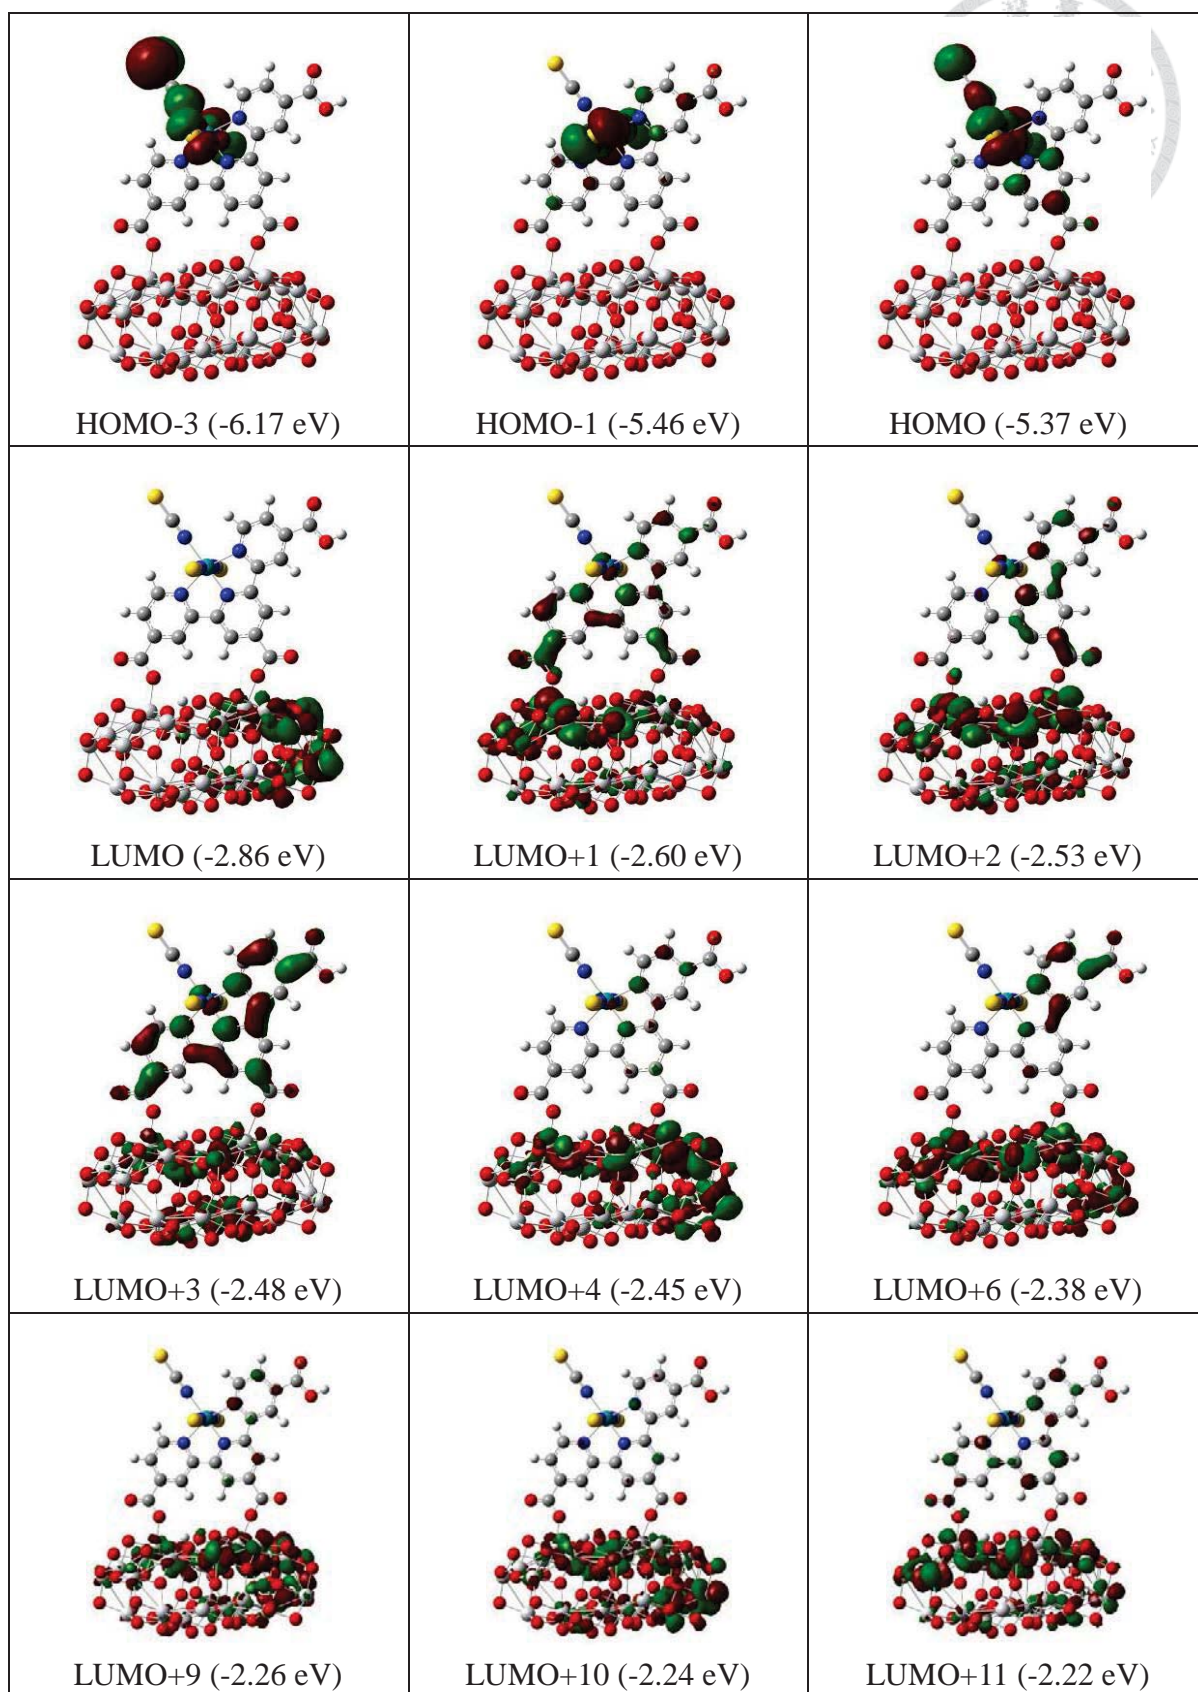 HOMO-3 (-6.17 eV)
HOMO-1 (-5.46 eV)
HOMO (-5.37 eV)
LUMO (-2.86 eV)
LUMO+1 (-2.60 eV)
LUMO+2 (-2.53 eV)
LUMO+3 (-2.48 eV)
LUMO+4 (-2.45 eV)
LUMO+6 (-2.38 eV)
LUMO+9 (-2.26 eV)
LUMO+10 (-2.24 eV)
LUMO+11 (-2.22 eV)